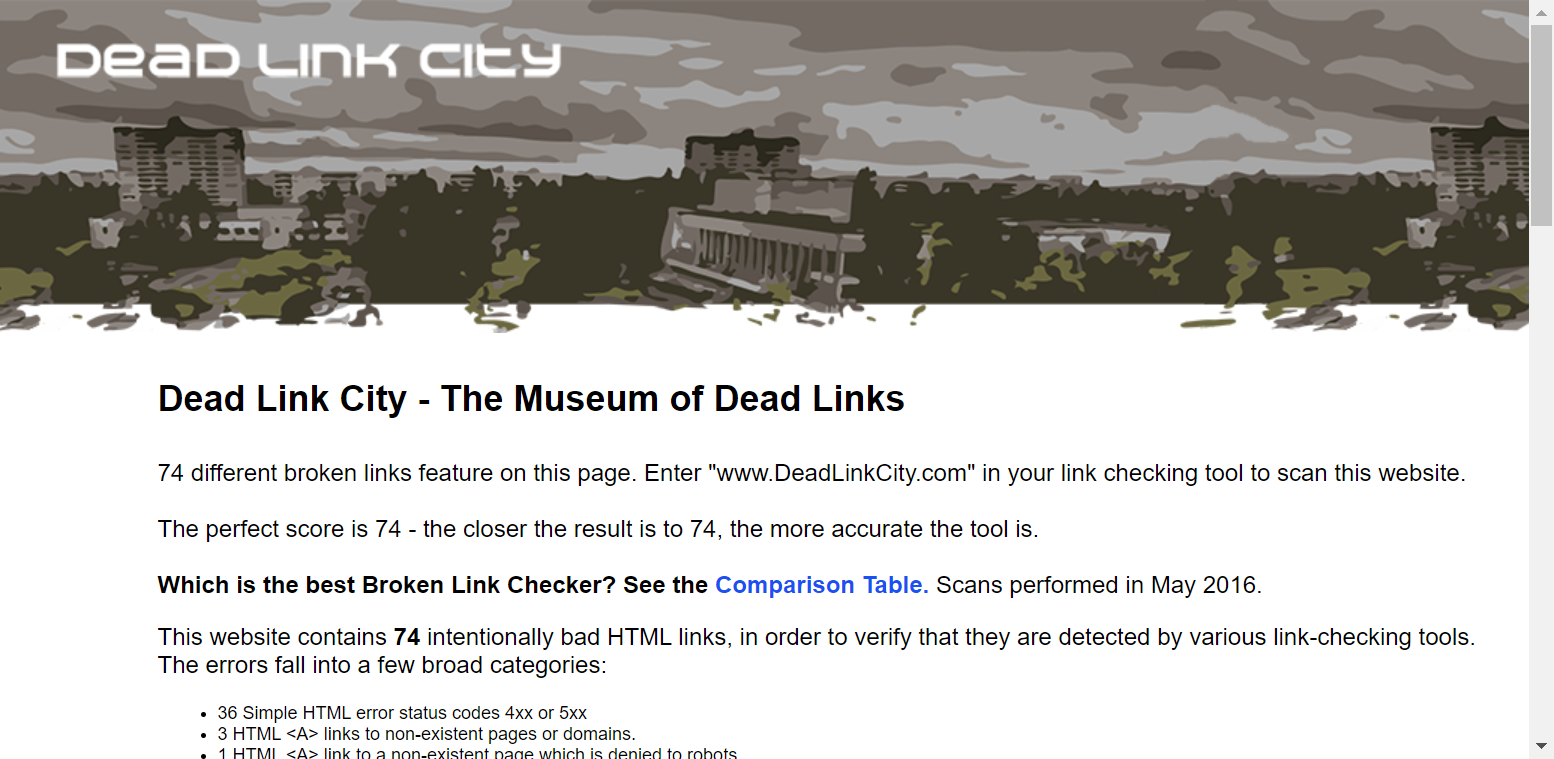 Dead Link City
Dead Link City - The Museum of Dead Links
74 different broken links feature on this page. Enter "www.DeadLinkCity.com" in your link checking tool to scan this website.
The perfect score is 74 - the closer the result is to 74, the more accurate the tool is.
Which is the best Broken Link Checker? See the Comparison Table. Scans performed in May 2016.
This website contains 74 intentionally bad HTML links, in order to verify that they are detected by various link-checking tools.
The errors fall into a few broad categories:
• 36 Simple HTML error status codes 4xx or 5xx
• 3 HTML <A> links to non-existent pages or domains.
• 1 HTML <A> link to a non-existent page which is denied to robots